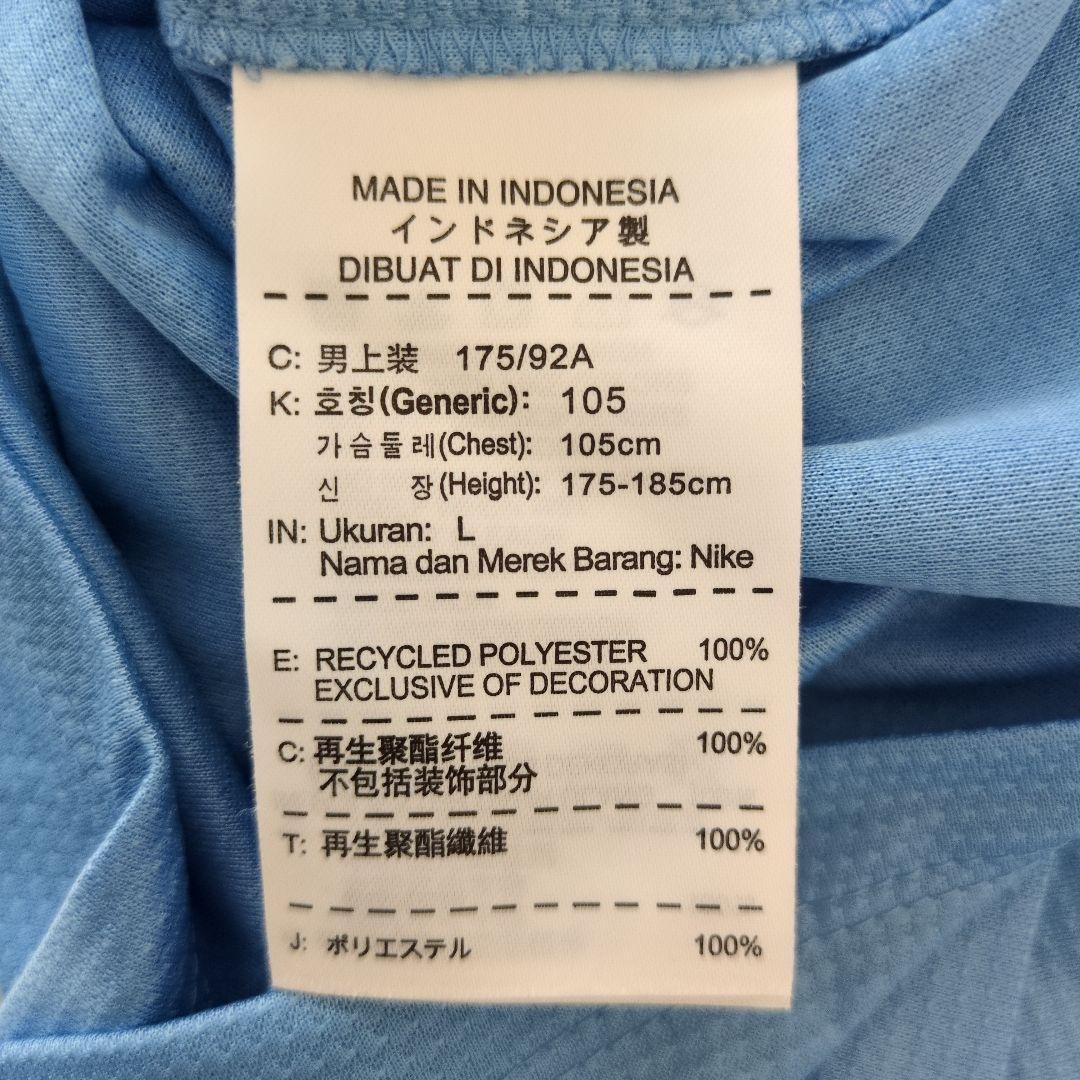 MADE IN INDONESIA
インドネシア製
DIBUAT DI INDONESIA
C: 男上装 175/92A
K: 호칭(Generic): 105
가슴둘레(Chest): 105cm
신 장(Height): 175-185cm
IN: Ukuran: L
Nama dan Merek Barang: Nike
E: RECYCLED POLYESTER 100%
EXCLUSIVE OF DECORATION
C: 再生聚酯纤维 100%
不包括装饰部分
T: 再生聚酯纖維 100%
J: ポリエステル 100%